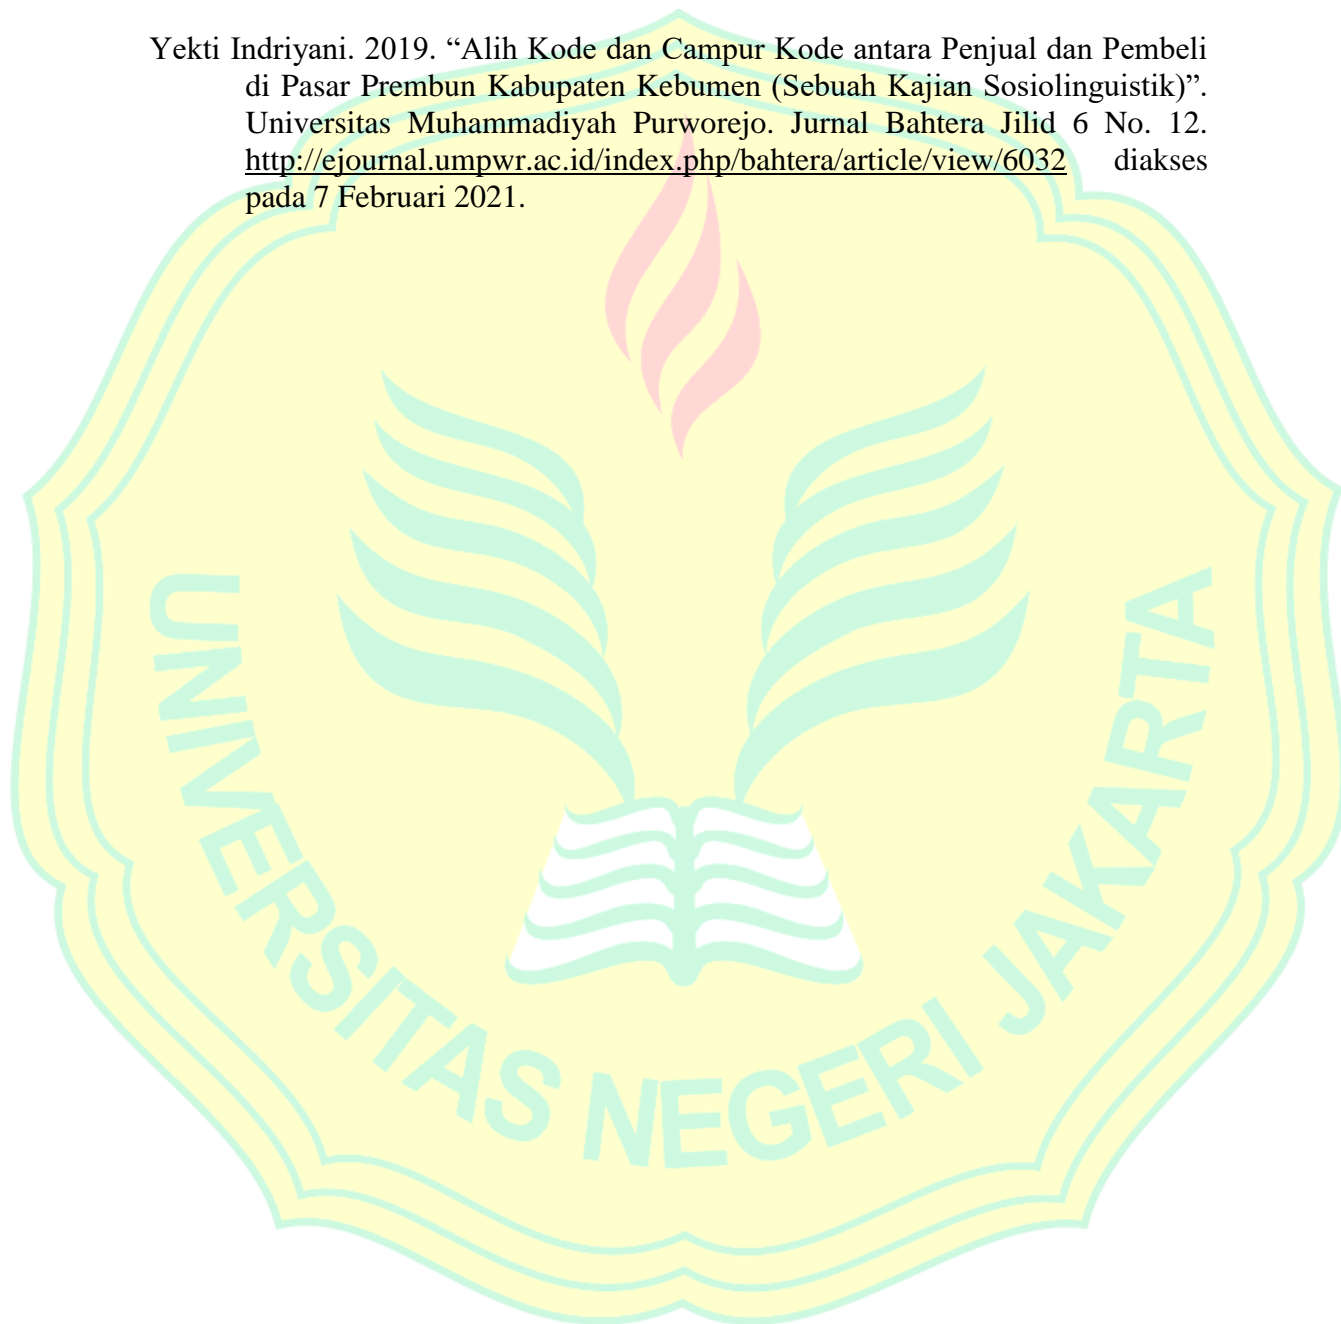 Yekti Indriyani. 2019. “Alih Kode dan Campur Kode antara Penjual dan Pembeli
di Pasar Prembun Kabupaten Kebumen (Sebuah Kajian Sosiolinguistik)”.
Universitas Muhammadiyah Purworejo. Jurnal Bahtera Jilid 6 No. 12.
http://ejournal.umpwr.ac.id/index.php/bahtera/article/view/6032 diakses
pada 7 Februari 2021.
UNIVERSITAS NEGERI JAKARTA